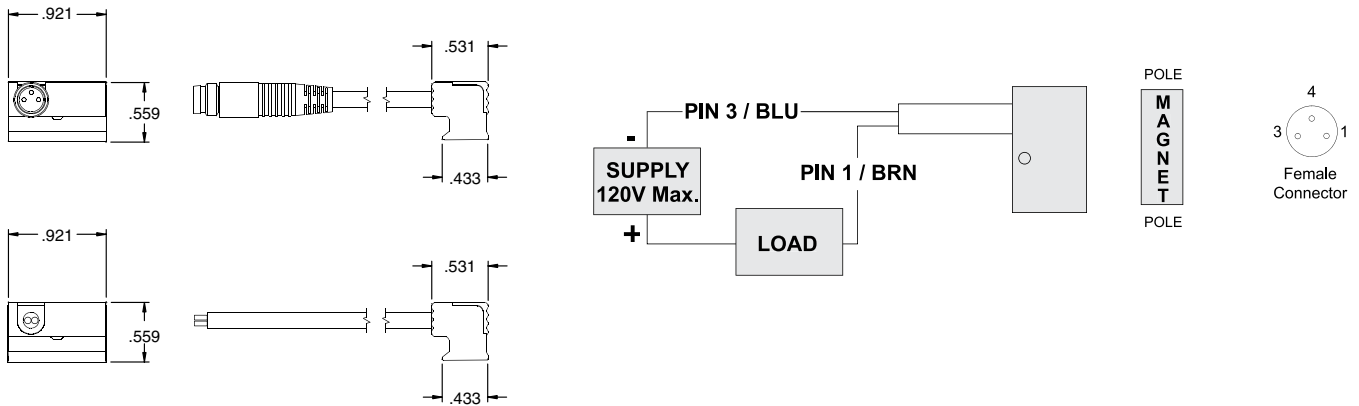 .921
.559
.531
.433
.921
.559
.531
.433
PIN 3 / BLU
-
SUPPLY
120V Max.
+
PIN 1 / BRN
LOAD
POLE
MAGNET
POLE
4
3
1
Female
Connector